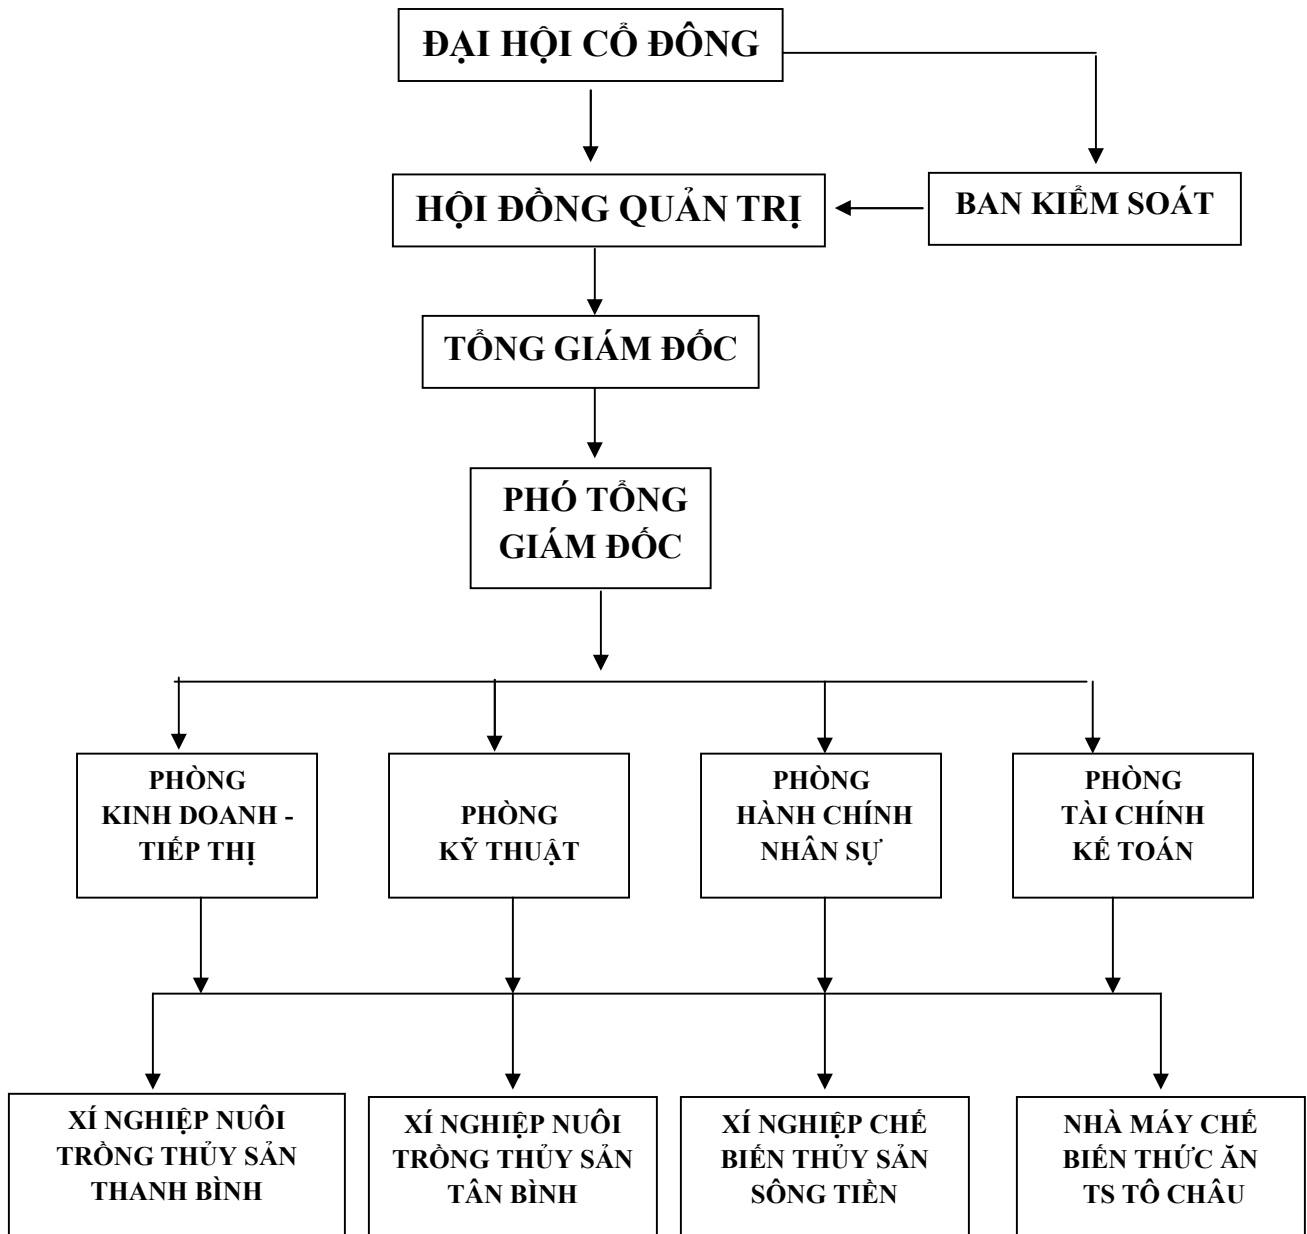 ĐẠI HỘI CỔ ĐÔNG
HỘI ĐỒNG QUẢN TRỊ
BAN KIỂM SOÁT
TỔNG GIÁM ĐỐC
PHÓ TỔNG
GIÁM ĐỐC
PHÒNG
KINH DOANH -
TIẾP THỊ
PHÒNG
KỸ THUẬT
PHÒNG
HÀNH CHÍNH
NHÂN SỰ
PHÒNG
TÀI CHÍNH
KẾ TOÁN
XÍ NGHIỆP NUÔI
TRỒNG THỦY SẢN
THANH BÌNH
XÍ NGHIỆP NUÔI
TRỒNG THỦY SẢN
TÂN BÌNH
XÍ NGHIỆP CHẾ
BIẾN THỦY SẢN
SÔNG TIỀN
NHÀ MÁY CHẾ
BIẾN THỨC ĂN
TS TÔ CHÂU